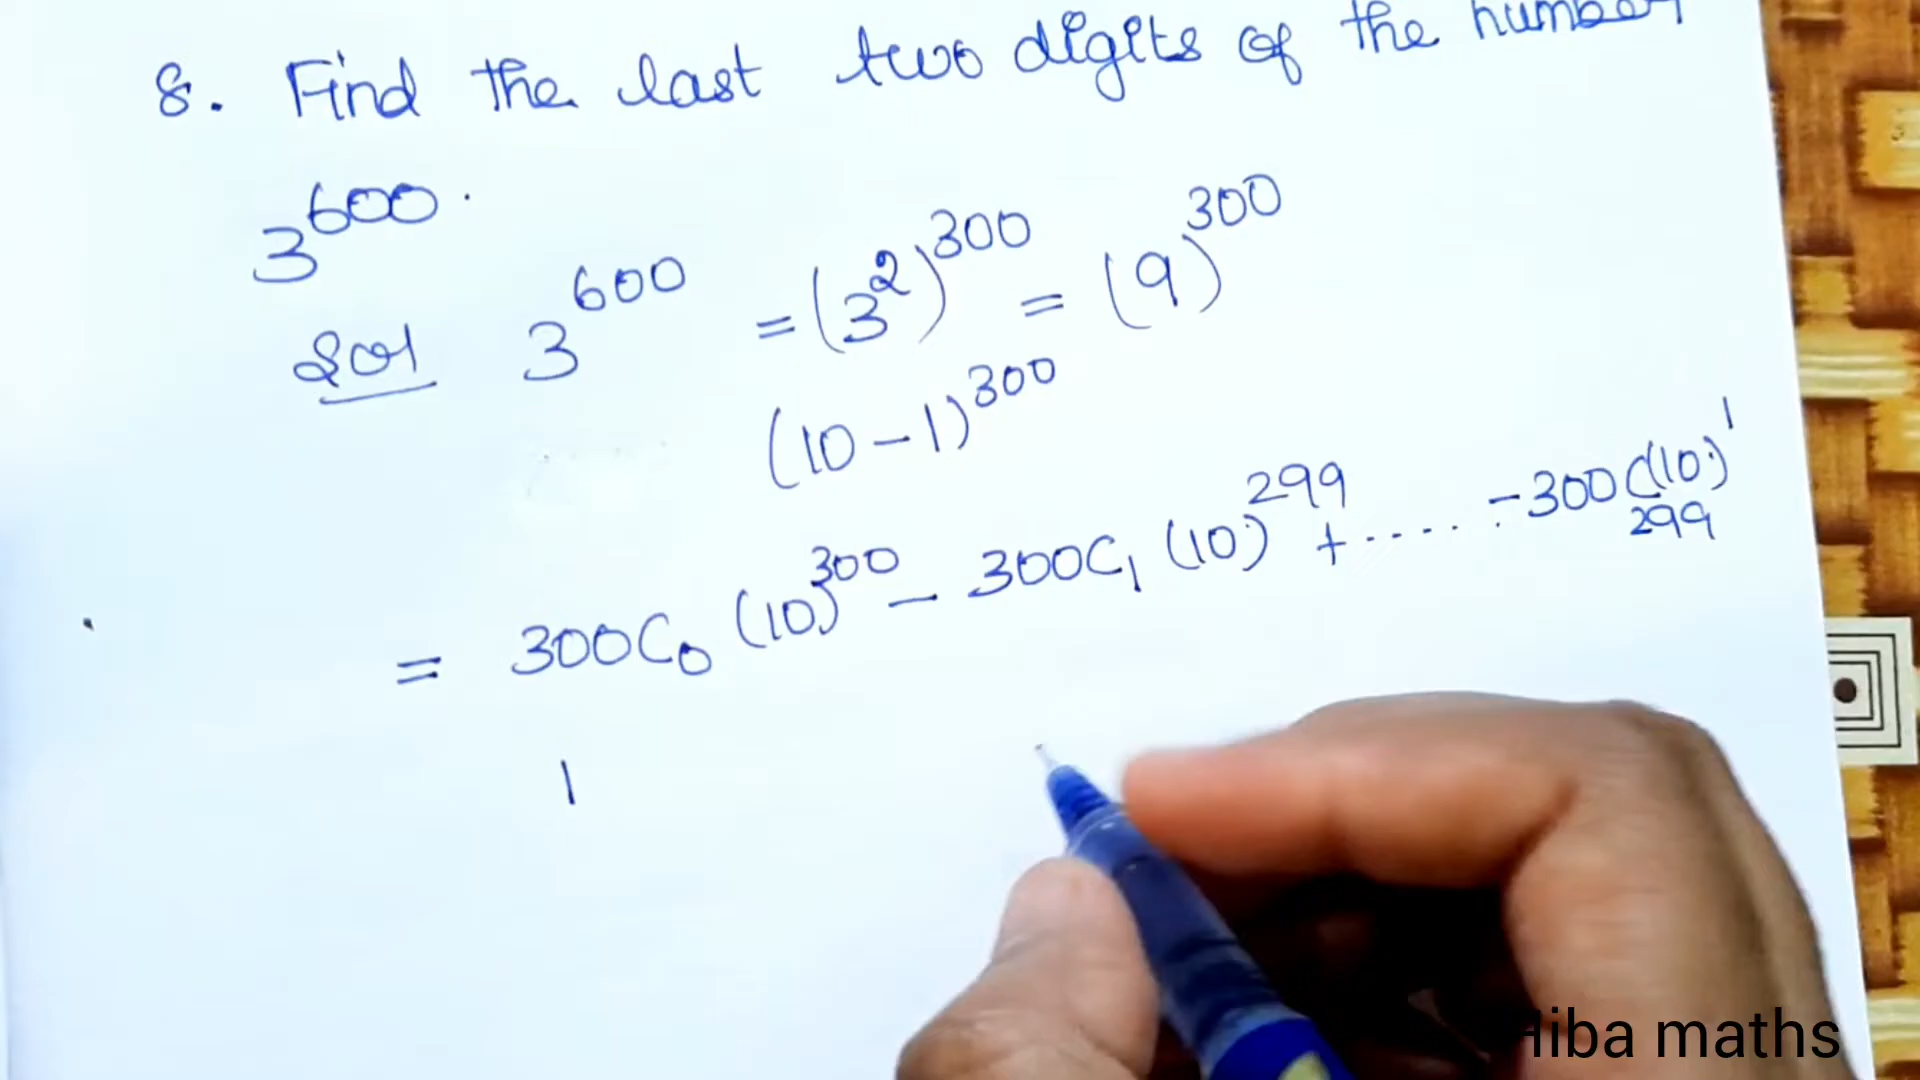 8. Find the last two digits of the number
3^600.
Sol 3^600 = (3^2)^300 = (9)^300
(10-1)^300
= 300C0 (10)^300 - 300C1 (10)^299 + ..... - 300C299 (10)^1
1
Hiba maths